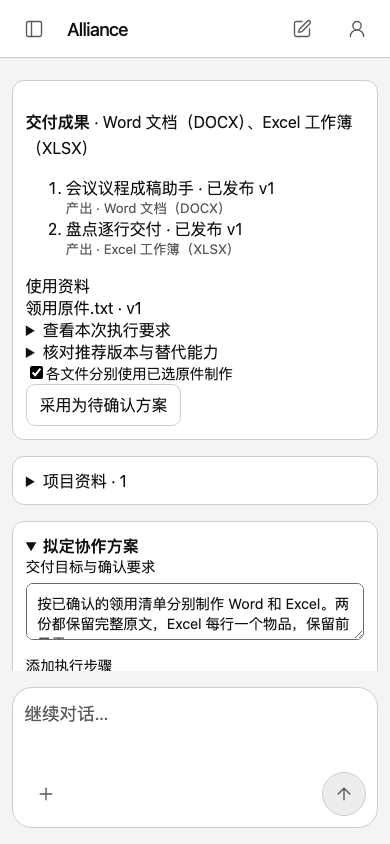 Alliance
交付成果 · Word 文档（DOCX）、Excel 工作簿
（XLSX）
1. 会议议程成稿助手 · 已发布 v1
产出 · Word 文档（DOCX）
2. 盘点逐行交付 · 已发布 v1
产出 · Excel 工作簿（XLSX）
使用资料
领用原件.txt · v1
▶ 查看本次执行要求
▶ 核对推荐版本与替代能力
各文件分别使用已选原件制作
采用为待确认方案
▶ 项目资料 · 1
▼ 拟定协作方案
交付目标与确认要求
按已确认的领用清单分别制作 Word 和 Excel。两
份都保留完整原文，Excel 每行一个物品，保留前
添加执行步骤
继续对话...